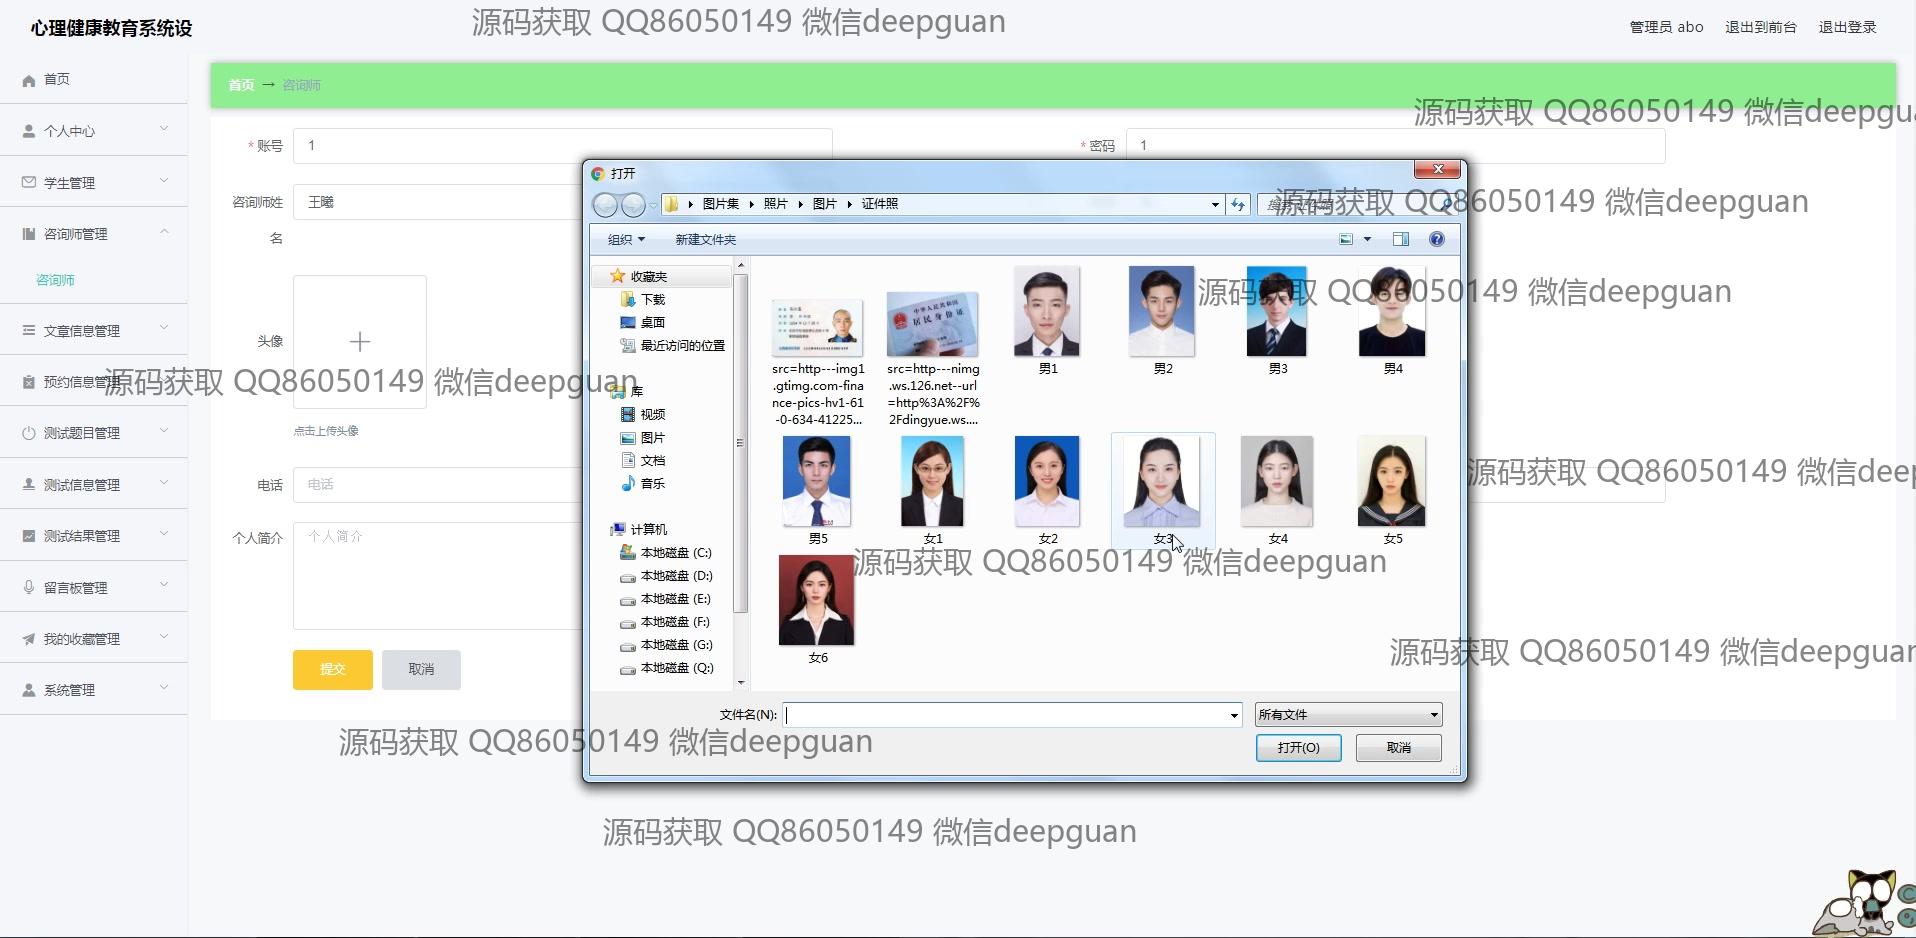 心理健康教育系统设
源码获取 QQ86050149 微信deepguan
管理员 abo
退出到前台
退出登录
首页
个人中心
学生管理
咨询师管理
咨询师
文章信息管理
预约信息管理
测试题目管理
测试信息管理
测试结果管理
留言板管理
我的收藏管理
系统管理
首页 → 咨询师
源码获取 QQ86050149 微信deepgu
* 账号
1
* 密码
1
咨询师姓
名
王曦
头像
点击上传头像
电话
电话
个人简介
个人简介
提交
取消
源码获取 QQ86050149 微信deepguan
打开
图片集
照片
图片
证件照
源码获取 QQ86050149 微信deepguan
组织
新建文件夹
收藏夹
下载
桌面
最近访问的位置
库
视频
图片
文档
音乐
计算机
本地磁盘 (C:)
本地磁盘 (D:)
本地磁盘 (E:)
本地磁盘 (F:)
本地磁盘 (G:)
本地磁盘 (Q:)
src=http---img1
.gtimg.com-fina
nce-pics-hv1-61
-0-634-41225...
src=http---nimg
.ws.126.net--url
=http%3A%2F%
2Fdingyue.ws....
中华人民共和国
居民身份证
男1
男2
男3
男4
源码获取 QQ86050149 微信deepguan
男5
女1
女2
女3
女4
女5
源码获取 QQ86050149 微信deep
源码获取 QQ86050149 微信deepguan
女6
源码获取 QQ86050149 微信deepguan
文件名(N):
所有文件
打开(O)
取消
源码获取 QQ86050149 微信deepguan
源码获取 QQ86050149 微信deepguan